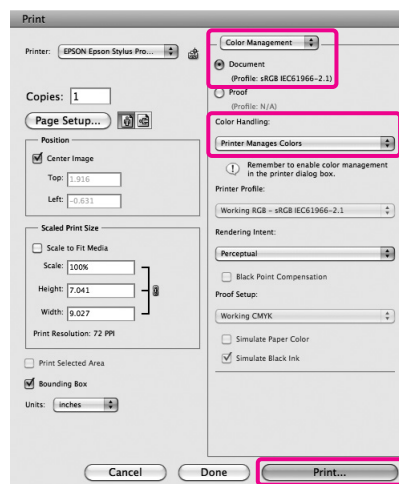 Print
Printer: EPSON Epson Stylus Pro...
Copies: 1
Page Setup...
Position
Center Image
Top: 1.916
Left: -0.631
Scaled Print Size
Scale to Fit Media
Scale: 100%
Height: 7.041
Width: 9.027
Print Resolution: 72 PPI
Print Selected Area
Bounding Box
Units: inches
Color Management
Document
(Profile: sRGB IEC61966-2.1)
Proof
(Profile: N/A)
Color Handling:
Printer Manages Colors
Remember to enable color management
in the printer dialog box.
Printer Profile:
Working RGB - sRGB IEC61966-2.1
Rendering Intent:
Perceptual
Black Point Compensation
Proof Setup:
Working CMYK
Simulate Paper Color
Simulate Black Ink
Cancel
Done
Print...